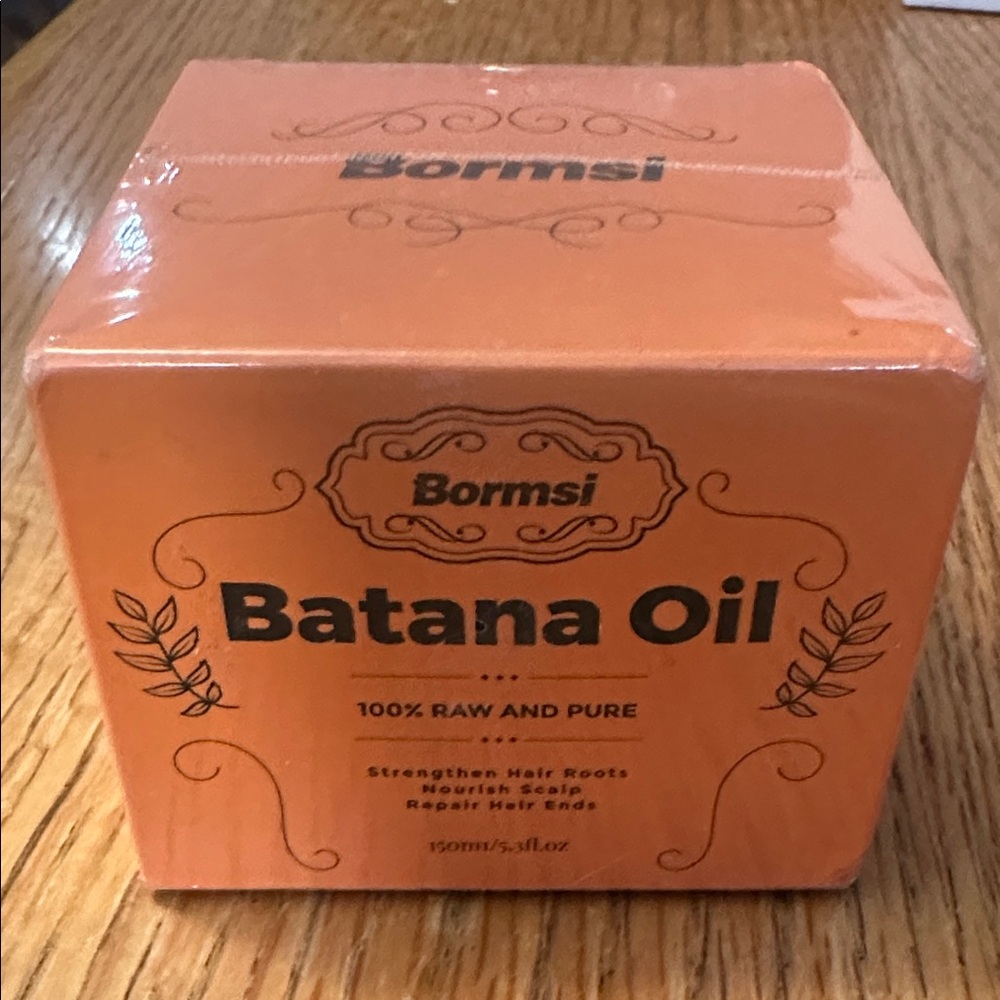 Bormsi
Bormsi
Batana Oil
100% RAW AND PURE
Strengthen Hair Roots
Nourish Scalp
Repair Heir Ends
150ml/5.3fl.oz